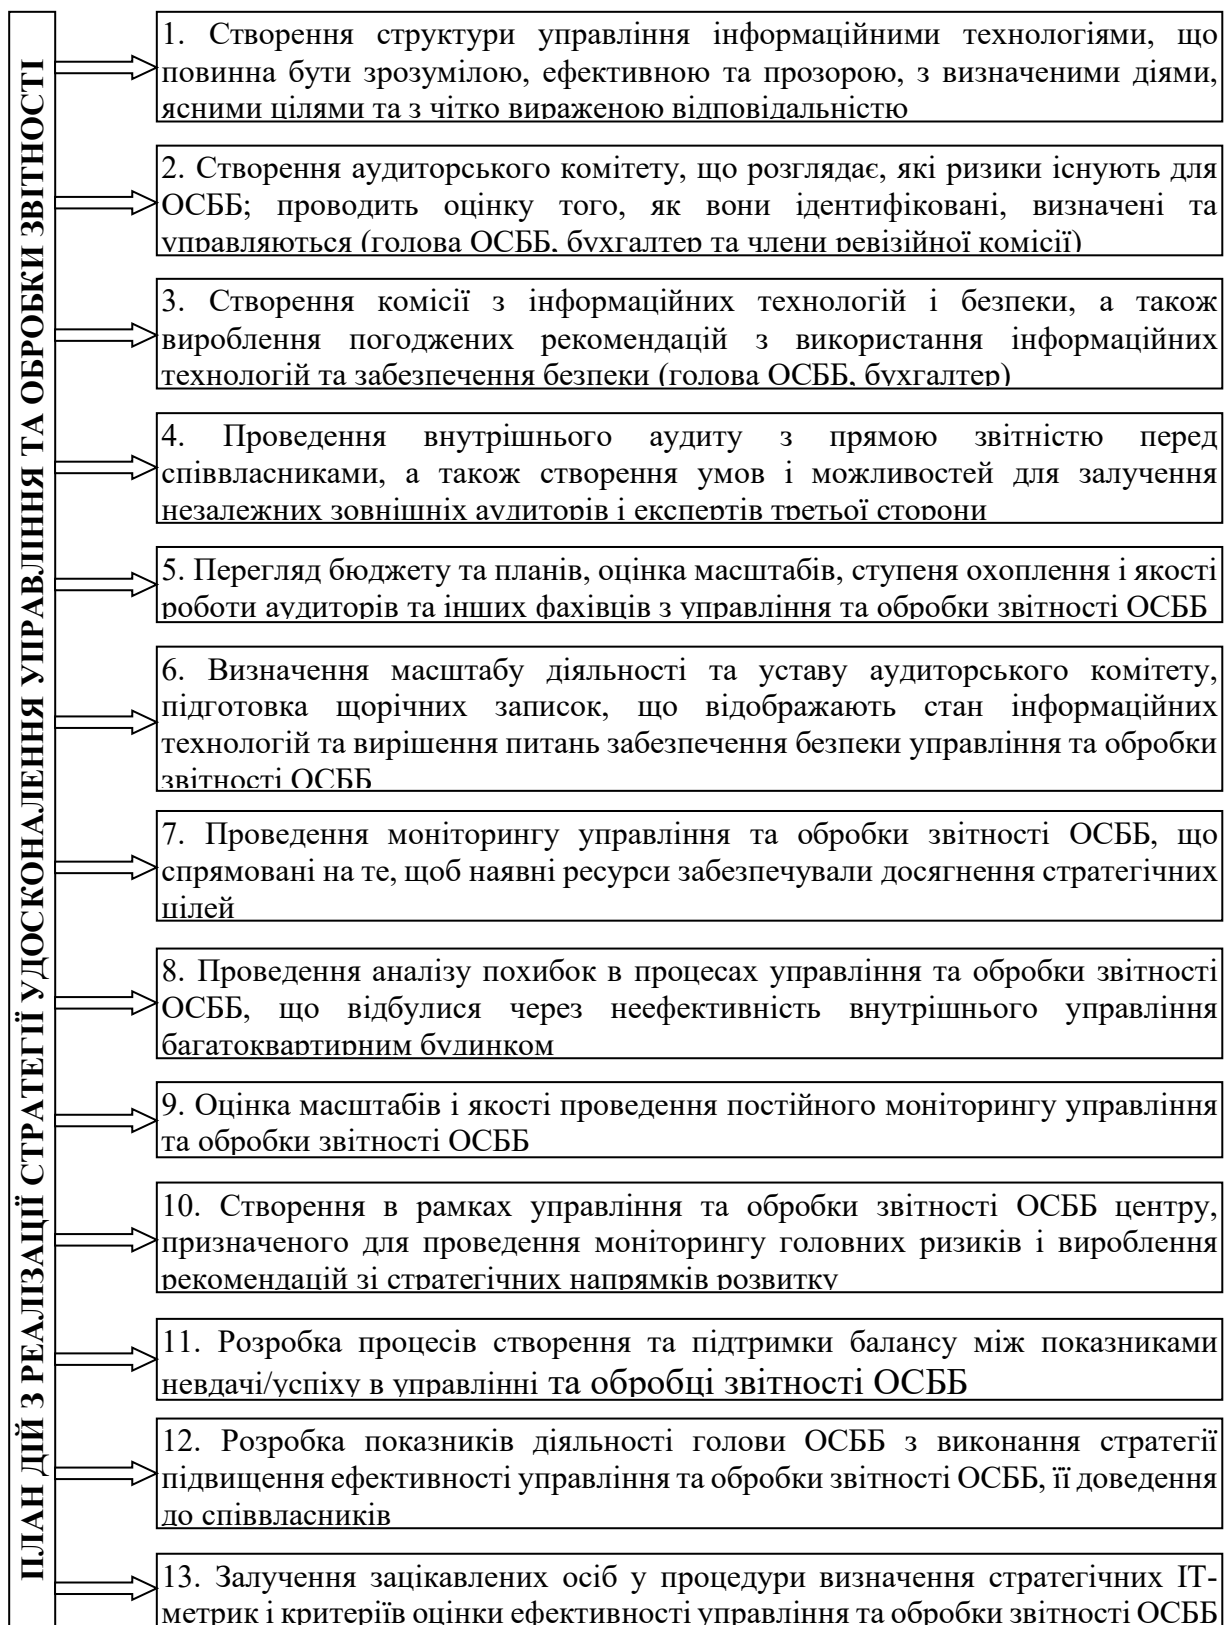 ПЛАН ДІЙ З РЕАЛІЗАЦІЇ СТРАТЕГІЇ УДОСКОНАЛЕННЯ УПРАВЛІННЯ ТА ОБРОБКИ ЗВІТНОСТІ
1. Створення структури управління інформаційними технологіями, що
повинна бути зрозумілою, ефективною та прозорою, з визначеними діями,
ясними цілями та з чітко вираженою відповідальністю
2. Створення аудиторського комітету, що розглядає, які ризики існують для
ОСББ; проводить оцінку того, як вони ідентифіковані, визначені та
управляються (голова ОСББ, бухгалтер та члени ревізійної комісії)
3. Створення комісії з інформаційних технологій і безпеки, а також
вироблення погоджених рекомендацій з використання інформаційних
технологій та забезпечення безпеки (голова ОСББ, бухгалтер)
4. Проведення внутрішнього аудиту з прямою звітністю перед
співвласниками, а також створення умов і можливостей для залучення
незалежних зовнішніх аудиторів і експертів третьої сторони
5. Перегляд бюджету та планів, оцінка масштабів, ступеня охоплення і якості
роботи аудиторів та інших фахівців з управління та обробки звітності ОСББ
6. Визначення масштабу діяльності та уставу аудиторського комітету,
підготовка щорічних записок, що відображають стан інформаційних
технологій та вирішення питань забезпечення безпеки управління та обробки
звітності ОСББ
7. Проведення моніторингу управління та обробки звітності ОСББ, що
спрямовані на те, щоб наявні ресурси забезпечували досягнення стратегічних
цілей
8. Проведення аналізу похибок в процесах управління та обробки звітності
ОСББ, що відбулися через неефективність внутрішнього управління
багатоквартирним будинком
9. Оцінка масштабів і якості проведення постійного моніторингу управління
та обробки звітності ОСББ
10. Створення в рамках управління та обробки звітності ОСББ центру,
призначеного для проведення моніторингу головних ризиків і вироблення
рекомендацій зі стратегічних напрямків розвитку
11. Розробка процесів створення та підтримки балансу між показниками
невдачі/успіху в управлінні та обробці звітності ОСББ
12. Розробка показників діяльності голови ОСББ з виконання стратегії
підвищення ефективності управління та обробки звітності ОСББ, її доведення
до співвласників
13. Залучення зацікавлених осіб у процедури визначення стратегічних ІТ-
метрик і критеріїв оцінки ефективності управління та обробки звітності ОСББ